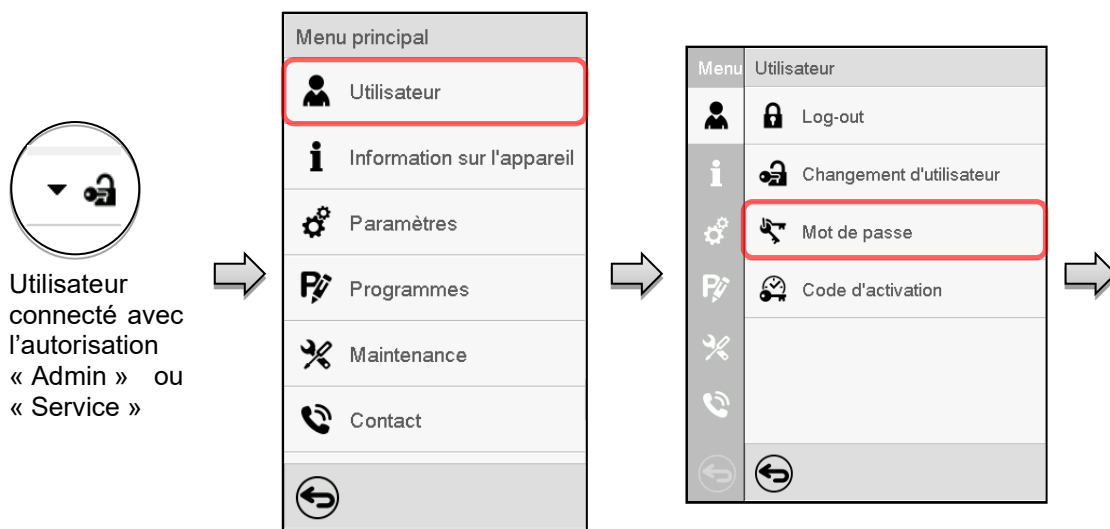 Utilisateur
connecté avec
l’autorisation
« Admin » ou
« Service »
Menu principal
Utilisateur
Information sur l'appareil
Paramètres
Programmes
Maintenance
Contact
Menu
Utilisateur
Log-out
Changement d'utilisateur
Mot de passe
Code d'activation